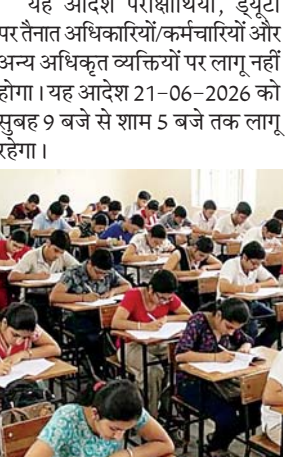 यह आदेश परीक्षार्थियों, ड्यूटी
पर तैनात अधिकारियों/कर्मचारियों और
अन्य अधिकृत व्यक्तियों पर लागू नहीं
होगा। यह आदेश 21-06-2026 को
सुबह 9 बजे से शाम 5 बजे तक लागू
रहेगा।